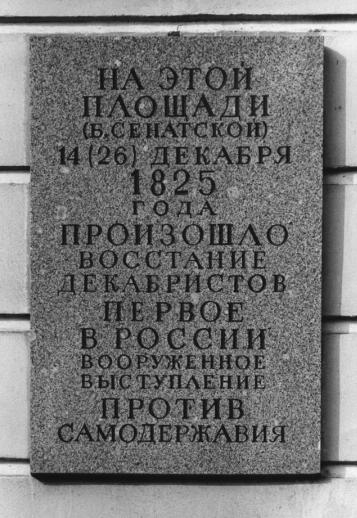 НА ЭТОЙ
ПЛОЩАДИ
(Б.СЕНАТСКОЙ)
14 (26) ДЕКАБРЯ
1825
ГОДА
ПРОИЗОШЛО
ВОССТАНИЕ
ДЕКАБРИСТОВ
ПЕРВОЕ
В РОССИИ
ВООРУЖЕННОЕ
ВЫСТУПЛЕНИЕ
ПРОТИВ
САМОДЕРЖАВИЯ